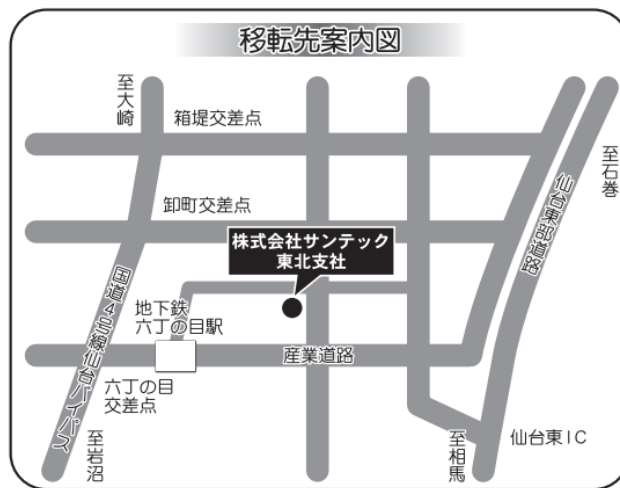 移転先案内図
至大崎
箱堤交差点
至石巻
仙台東部道路
卸町交差点
株式会社サンテック
東北支社
国道4号線仙台バイパス
地下鉄
六丁の目駅
産業道路
六丁の目
交差点
至岩沼
至相馬
仙台東IC